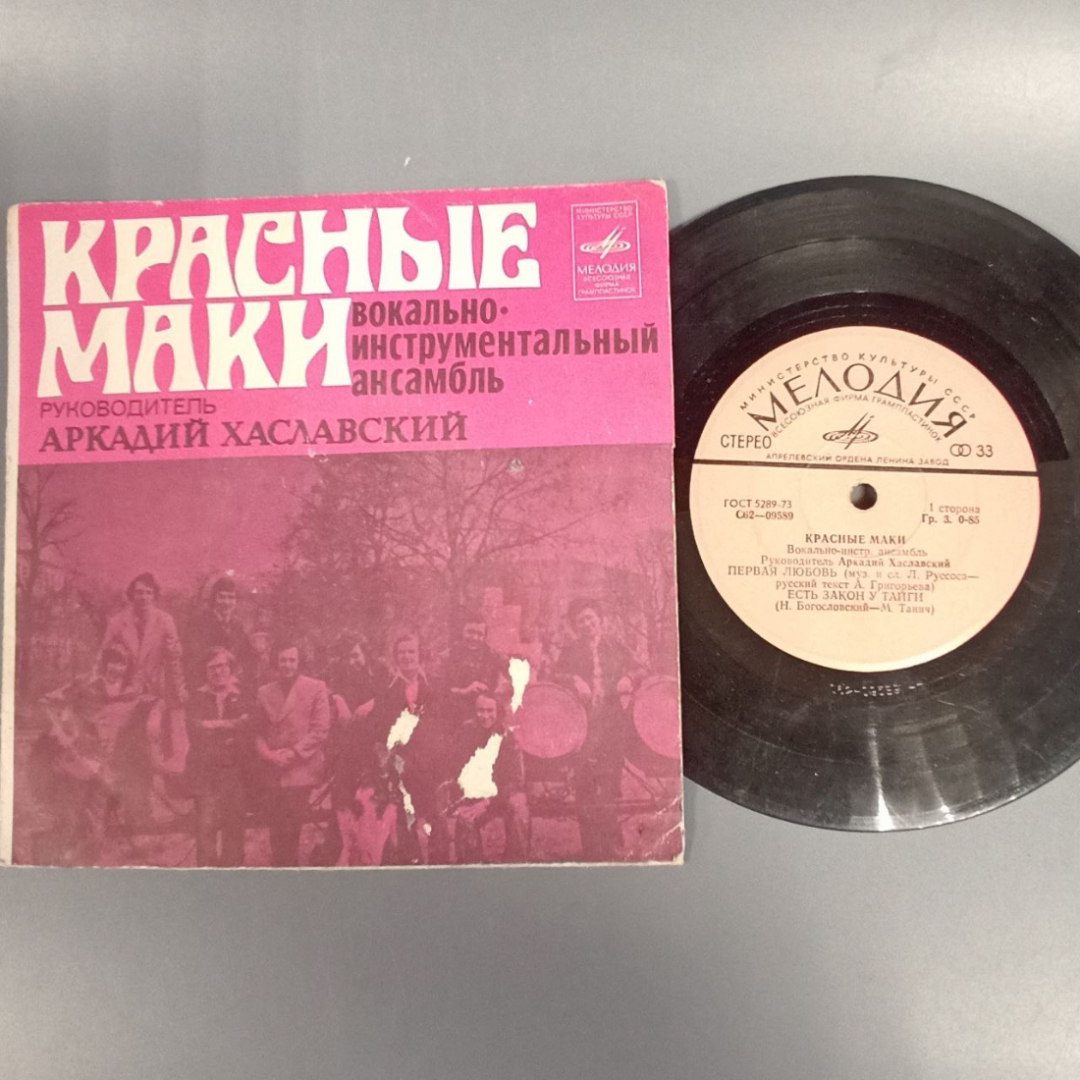 КРАСНЫЕ
МАКИ
вокально-
инструментальный
ансамбль
РУКОВОДИТЕЛЬ
АРКАДИЙ ХАСЛАВСКИЙ
МИНИСТЕРСТВО
КУЛЬТУРЫ СССР
МЕЛОДИЯ
ВСЕСОЮЗНАЯ
ФИРМА
ГРАМПЛАСТИНОК
МИНИСТЕРСТВО КУЛЬТУРЫ СССР
МЕЛОДИЯ
ВСЕСОЮЗНАЯ ФИРМА ГРАМПЛАСТИНОК
СТЕРЕО
33
АПРЕЛЕВСКИЙ ОРДЕНА ЛЕНИНА ЗАВОД
ГОСТ 5289-73
С62—09589
1 сторона
Гр. 3. 0-85
КРАСНЫЕ МАКИ
Вокально-инстр. ансамбль
Руководитель Аркадий Хаславский
ПЕРВАЯ ЛЮБОВЬ (муз. и сл. Л. Руссоса—
русский текст А. Григорьева)
ЕСТЬ ЗАКОН У ТАЙГИ
(Н. Богословский—М. Танич)